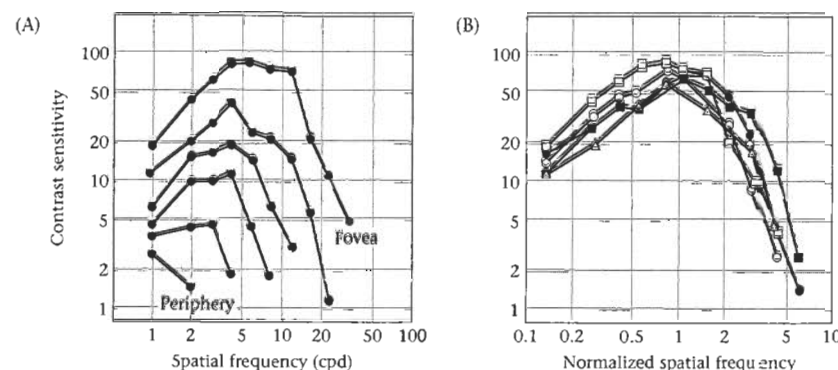 (A)
Contrast sensitivity
100
50
20
10
5
2
1
Fovea
Periphery
1 2 5 10 20 50 100
Spatial frequency (cpd)
(B)
100
50
20
10
5
2
1
0.1 0.2 0.5 1 2 5 10
Normalized spatial frequency